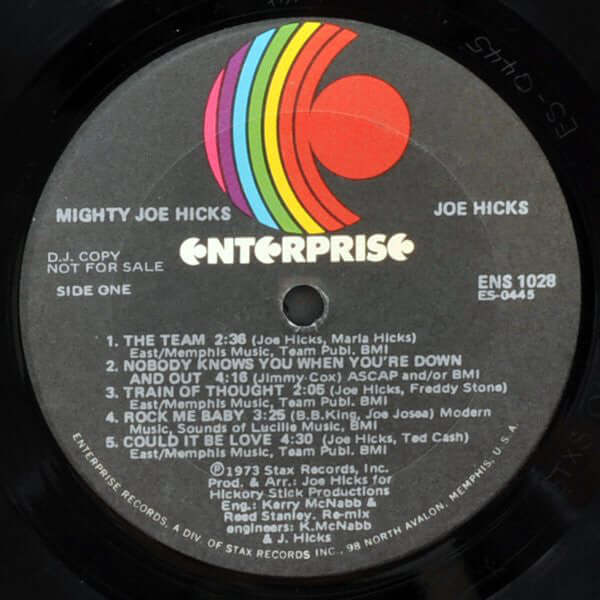 MIGHTY JOE HICKS
JOE HICKS
ENTERPRISE
D.J. COPY
NOT FOR SALE
SIDE ONE
ENS 1028
ES-0445
1. THE TEAM 2:36 (Joe Hicks, Maria Hicks)
East/Memphis Music, Team Publ. BMI
2. NOBODY KNOWS YOU WHEN YOU'RE DOWN
AND OUT 4:16 (Jimmy Cox) ASCAP and/or BMI
3. TRAIN OF THOUGHT 2:05 (Joe Hicks, Freddy Stone)
East/Memphis Music, Team Publ. BMI
4. ROCK ME BABY 3:25 (B.B.King, Joe Josea) Modern
Music, Sounds of Lucille Music, BMI
5. COULD IT BE LOVE 4:30 (Joe Hicks, Ted Cash)
East/Memphis Music, Team Publ. BMI
℗1973 Stax Records, Inc.
Prod. & Arr.: Joe Hicks for
Hickory Stick Productions
Eng.: Kerry McNabb &
Reed Stanley. Re-mix
engineers: K.McNabb
& J. Hicks
ENTERPRISE RECORDS, A DIV. OF STAX RECORDS INC., 98 NORTH AVALON, MEMPHIS, U.S.A.
ES-0445